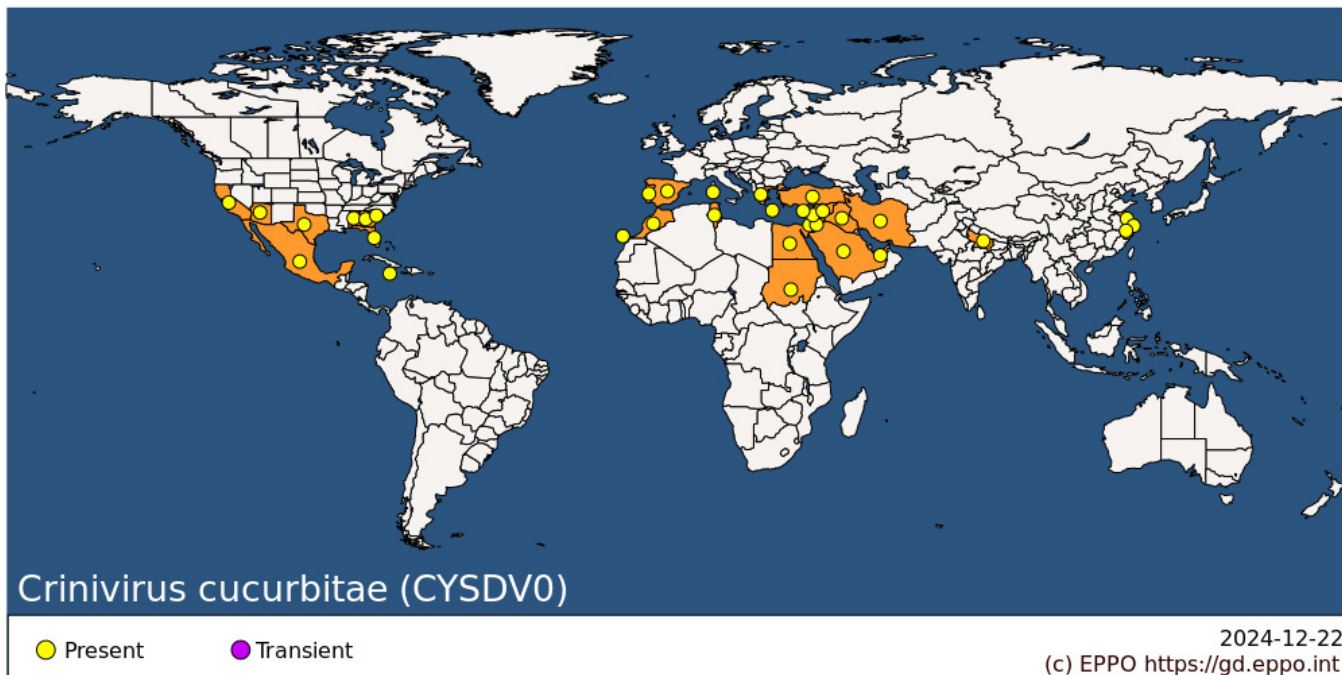 Crinivirus cucurbitae (CYSDV0)
Present
Transient
2024-12-22
(c) EPPO https://gd.eppo.int